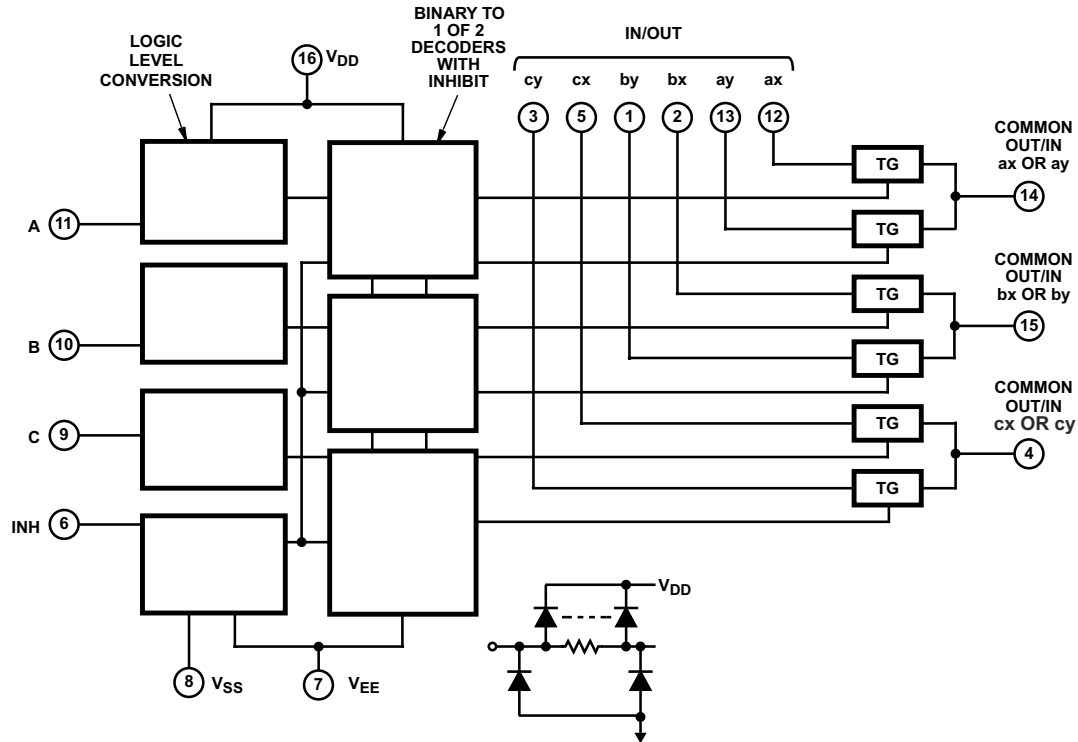 LOGIC
LEVEL
CONVERSION
16 VDD
BINARY TO
1 OF 2
DECODERS
WITH
INHIBIT
IN/OUT
cy cx by bx ay ax
3 5 1 2 13 12
COMMON
OUT/IN
ax OR ay
14
TG
TG
A 11
COMMON
OUT/IN
bx OR by
15
TG
TG
B 10
COMMON
OUT/IN
cx OR cy
4
TG
TG
C 9
INH 6
8 VSS
7 VEE
VDD